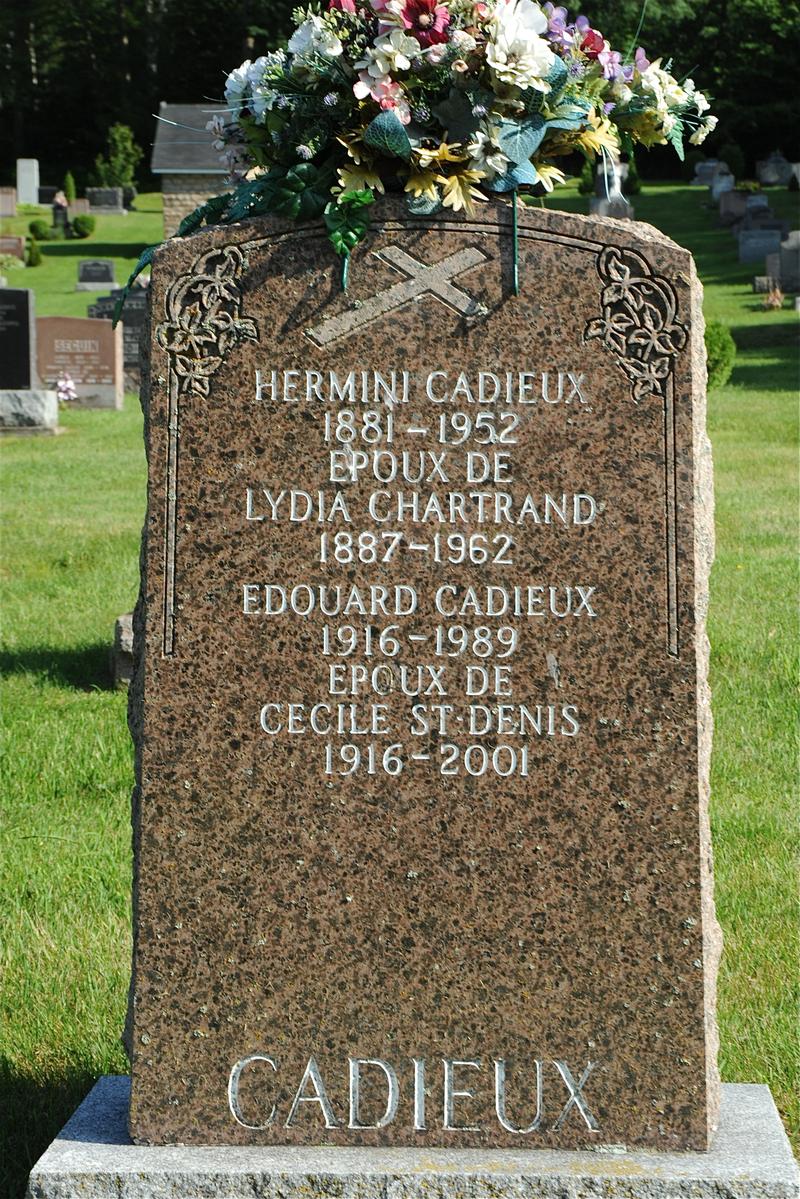 HERMINI CADIEUX
1881-1952
EPOUX DE
LYDIA CHARTRAND
1887-1962
EDOUARD CADIEUX
1916-1989
EPOUX DE
CECILE ST-DENIS
1916-2001
CADIEUX
SEGUIN